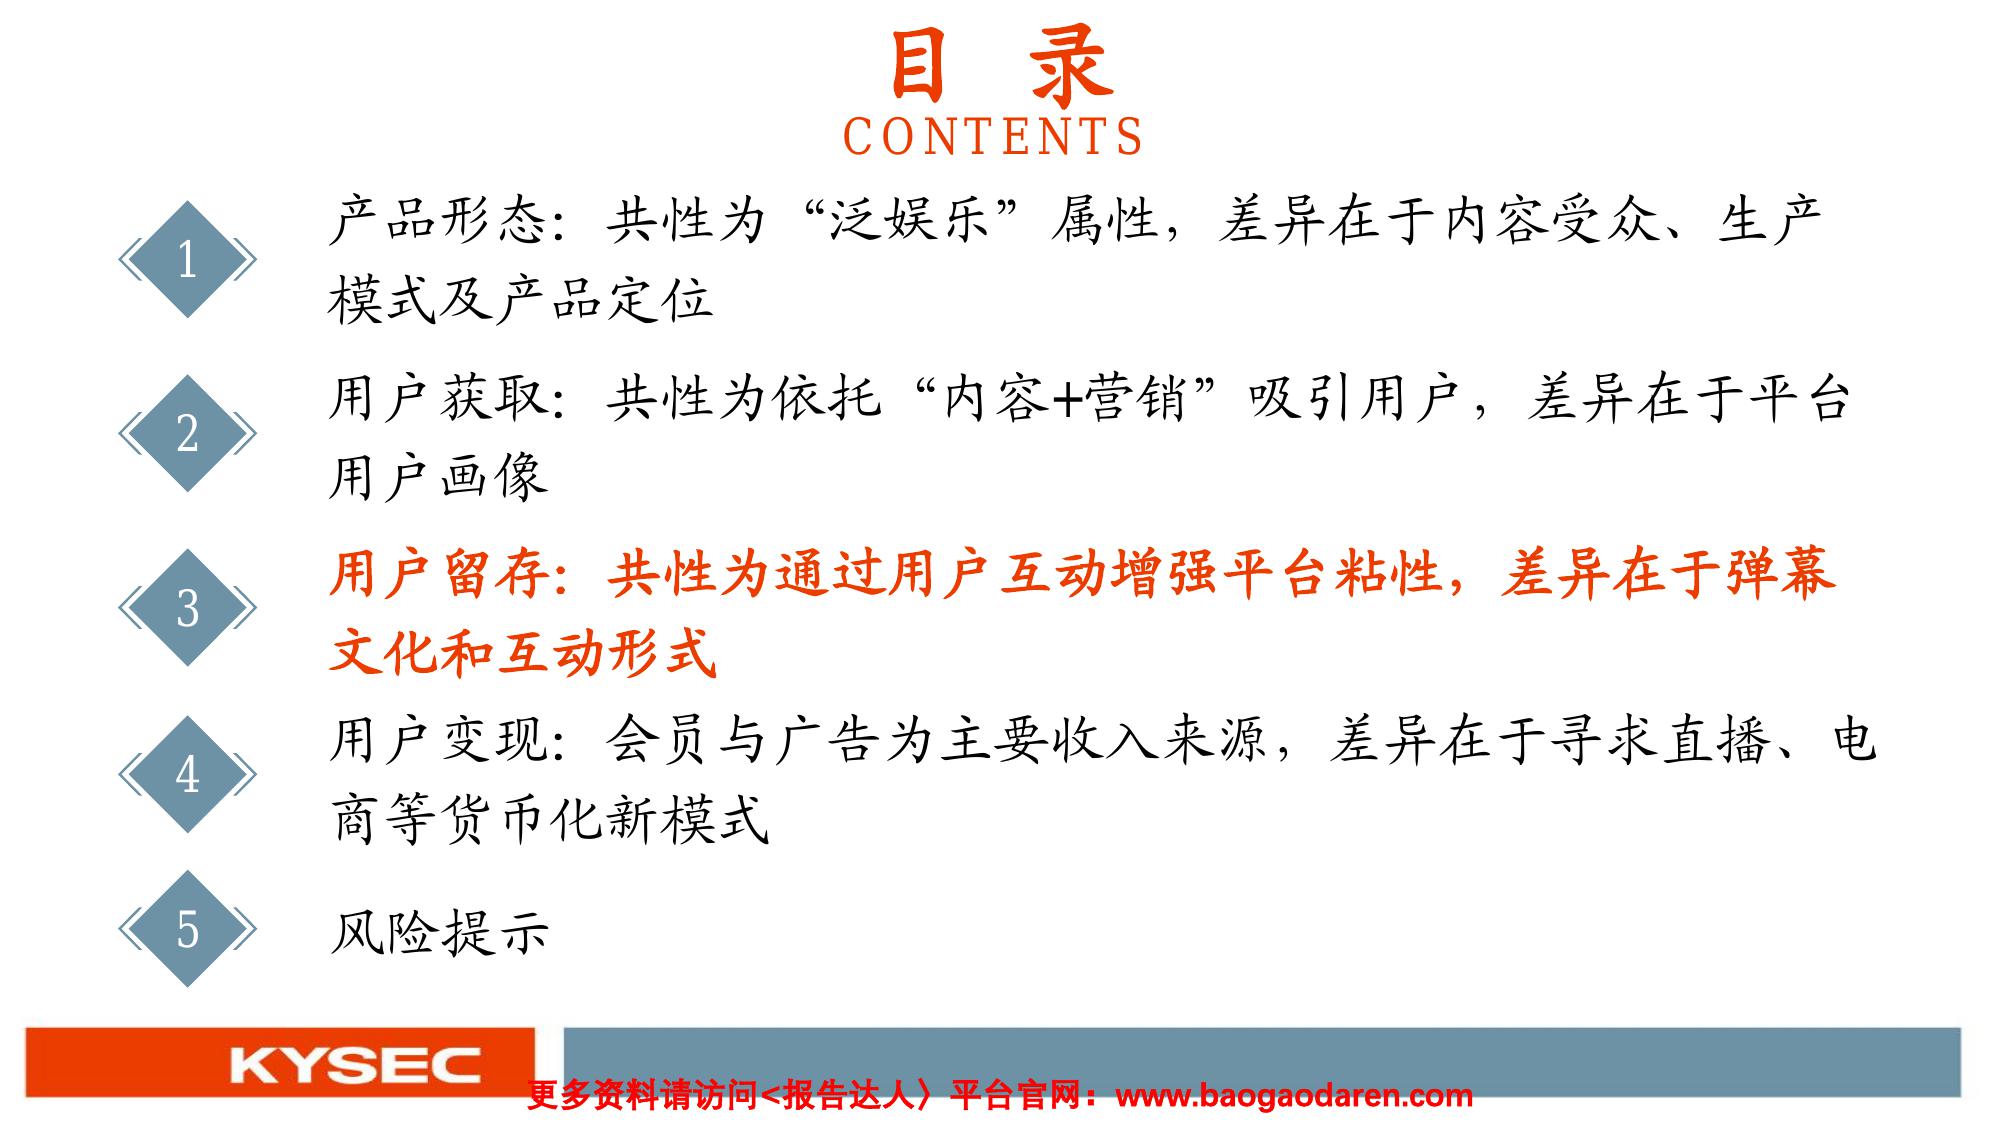 目 录
CONTENTS
1
产品形态：共性为“泛娱乐”属性，差异在于内容受众、生产
模式及产品定位
2
用户获取：共性为依托“内容+营销”吸引用户，差异在于平台
用户画像
3
用户留存：共性为通过用户互动增强平台粘性，差异在于弹幕
文化和互动形式
4
用户变现：会员与广告为主要收入来源，差异在于寻求直播、电
商等货币化新模式
5
风险提示
KYSEC
更多资料请访问<报告达人〉平台官网：www.baogaodaren.com